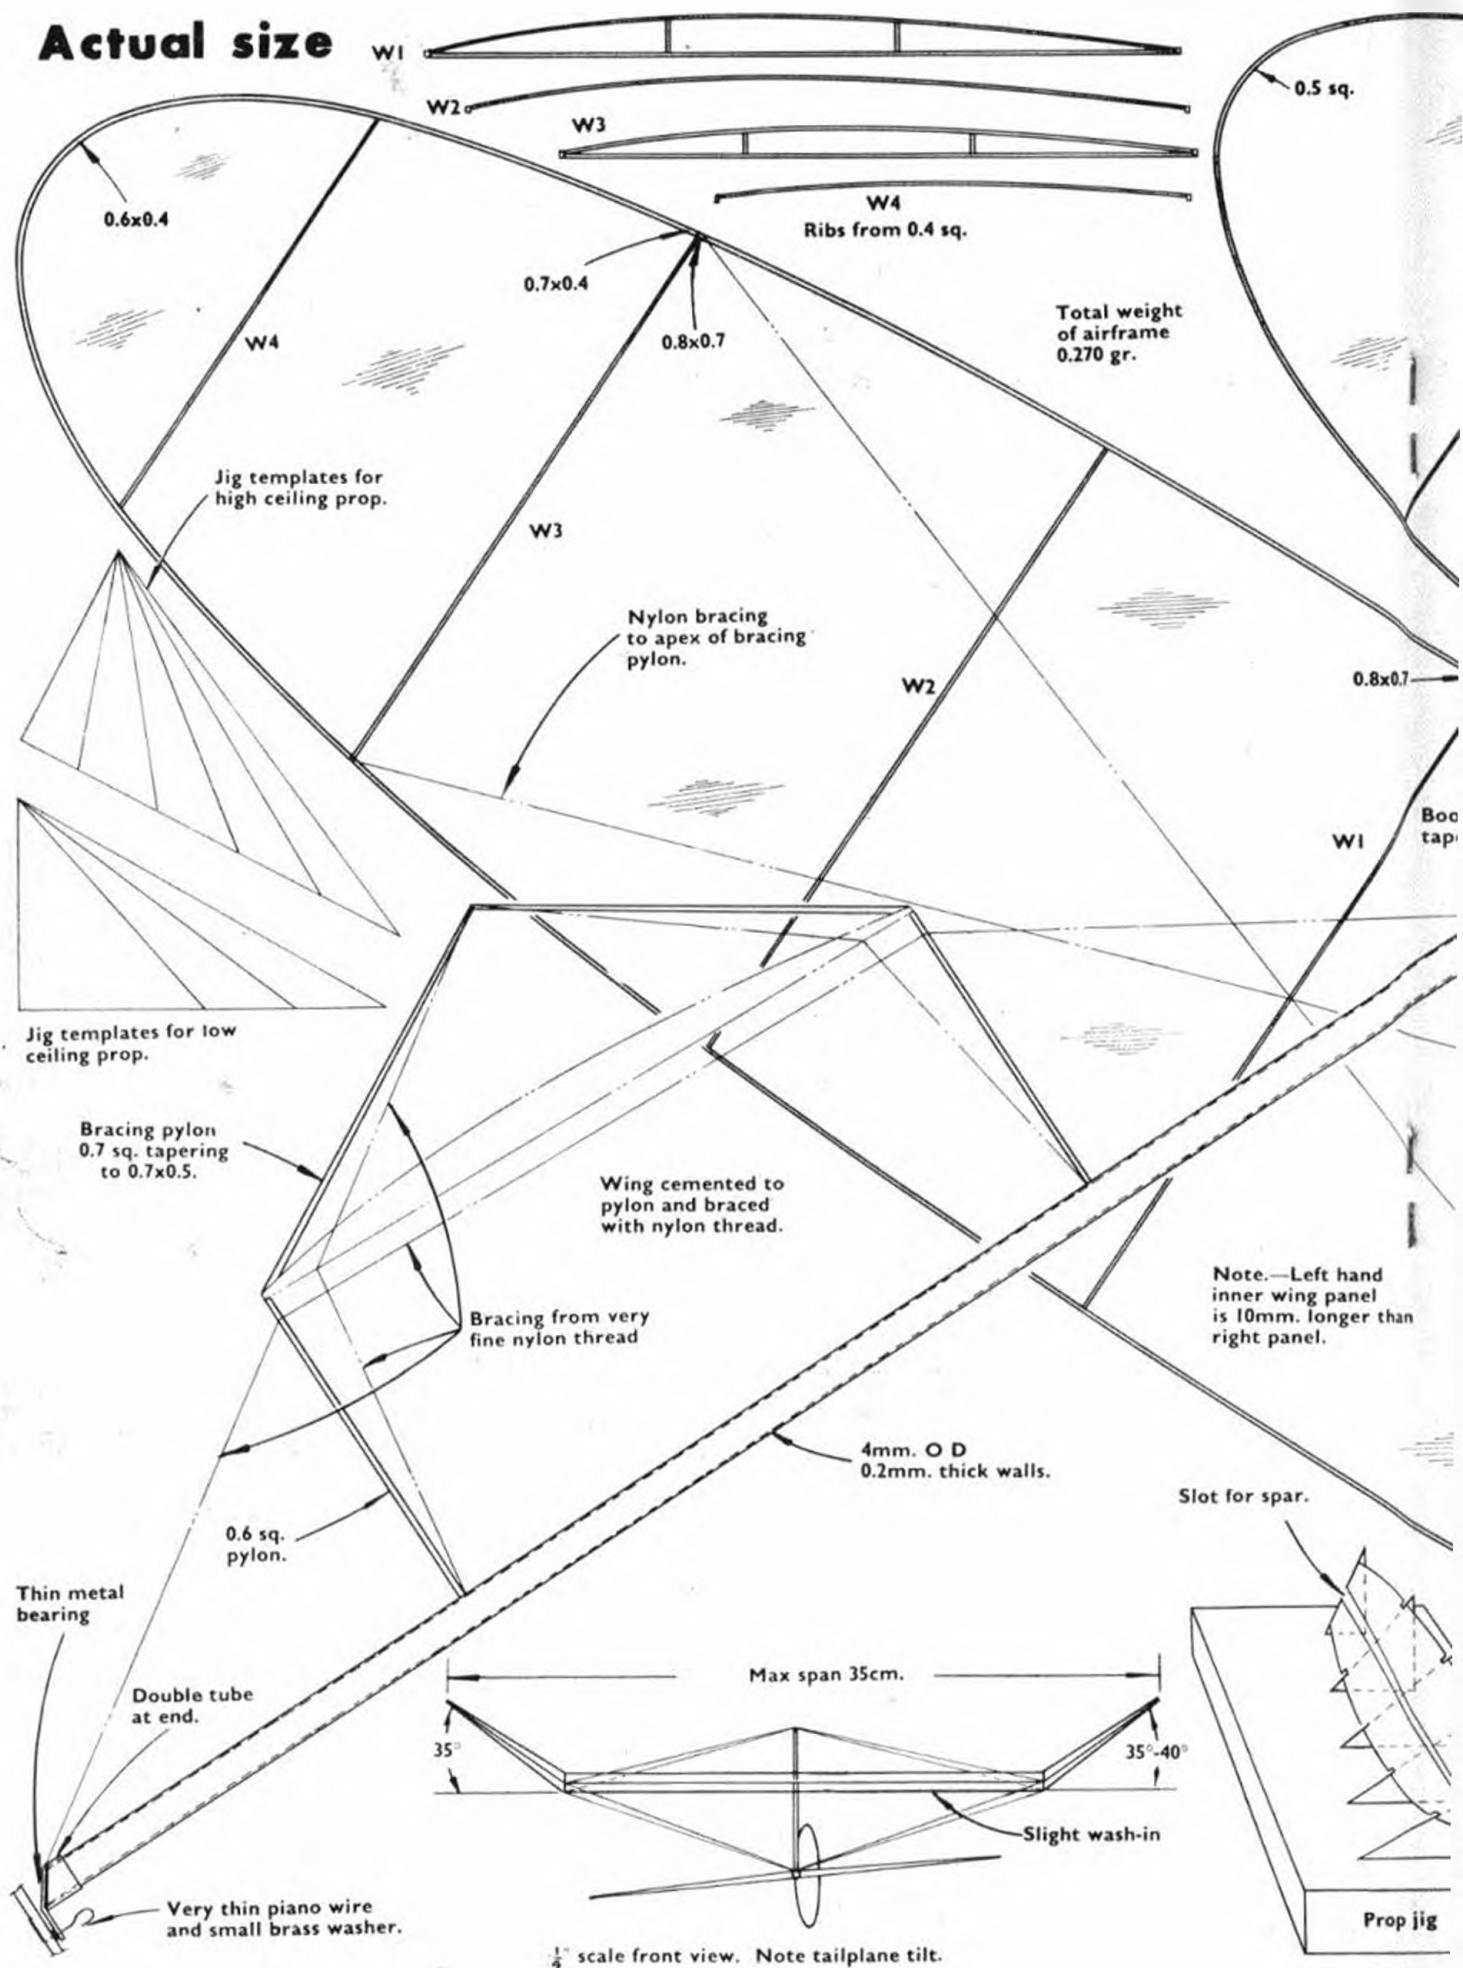 Actual size
W1
W2
W3
W4
Ribs from 0.4 sq.
0.5 sq.
0.6x0.4
0.7x0.4
0.8x0.7
Total weight
of airframe
0.270 gr.
W4
Jig templates for
high ceiling prop.
W3
Nylon bracing
to apex of bracing
pylon.
W2
0.8x0.7
W1
Jig templates for low
ceiling prop.
Bracing pylon
0.7 sq. tapering
to 0.7x0.5.
Wing cemented to
pylon and braced
with nylon thread.
Note.—Left hand
inner wing panel
is 10mm. longer than
right panel.
Bracing from very
fine nylon thread
4mm. O D
0.2mm. thick walls.
Slot for spar.
0.6 sq.
pylon.
Thin metal
bearing
Double tube
at end.
Max span 35cm.
35°
35°-40°
Slight wash-in
Very thin piano wire
and small brass washer.
Prop jig
½" scale front view. Note tailplane tilt.